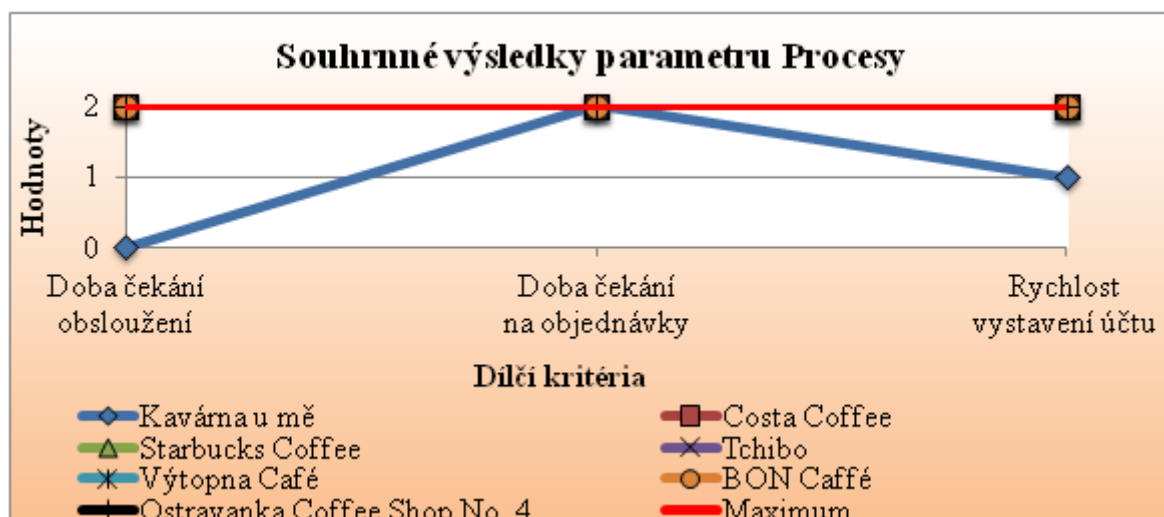 Souhrnné výsledky parametru Procesy
Hodnoty
2
1
0
Doba čekání
obsloužení
Doba čekání
na objednávky
Rychlost
vystavení účtu
Dílčí kritéria
Kavárna u mě
Costa Coffee
Starbucks Coffee
Tchibo
Výtopna Café
BON Caffé
Ostravanka Coffee Shop No. 4
Maximum